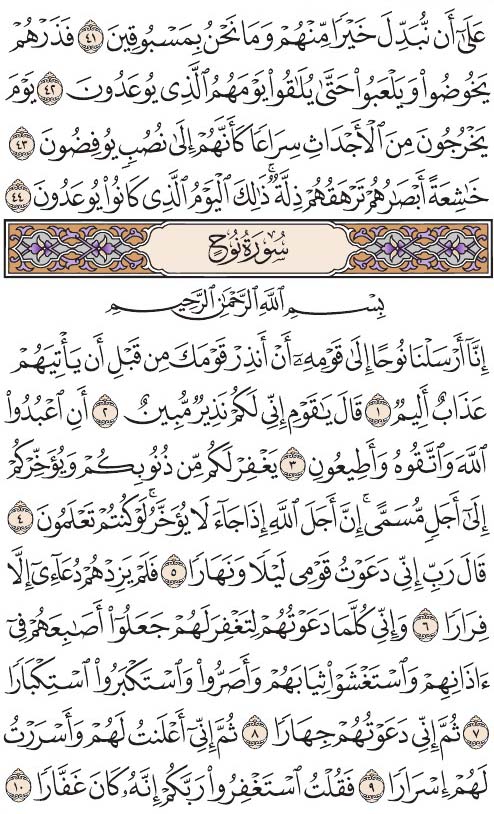 عَلَىٰٓ أَن نُّبَدِّلَ خَيْرًا مِّنْهُمْ وَمَا نَحْنُ بِمَسْبُوقِينَ ٤١ فَذَرْهُمْ
يَخُوضُوا۟ وَيَلْعَبُوا۟ حَتَّىٰ يُلَـٰقُوا۟ يَوْمَهُمُ ٱلَّذِى يُوعَدُونَ ٤٢ يَوْمَ
يَخْرُجُونَ مِنَ ٱلْأَجْدَاثِ سِرَاعًا كَأَنَّهُمْ إِلَىٰ نُصُبٍ يُوفِضُونَ ٤٣
خَـٰشِعَةً أَبْصَـٰرُهُمْ تَرْهَقُهُمْ ذِلَّةٌ ۚ ذَٰلِكَ ٱلْيَوْمُ ٱلَّذِى كَانُوا۟ يُوعَدُونَ ٤٤
سُورَةُ نُوحٍ
بِسْمِ ٱللَّهِ ٱلرَّحْمَـٰنِ ٱلرَّحِيمِ
إِنَّآ أَرْسَلْنَا نُوحًا إِلَىٰ قَوْمِهِۦٓ أَنْ أَنذِرْ قَوْمَكَ مِن قَبْلِ أَن يَأْتِيَهُمْ
عَذَابٌ أَلِيمٌ ١ قَالَ يَـٰقَوْمِ إِنِّى لَكُمْ نَذِيرٌ مُّبِينٌ ٢ أَنِ ٱعْبُدُوا۟
ٱللَّهَ وَٱتَّقُوهُ وَأَطِيعُونِ ٣ يَغْفِرْ لَكُم مِّن ذُنُوبِكُمْ وَيُؤَخِّرْكُمْ
إِلَىٰٓ أَجَلٍ مُّسَمًّى ۚ إِنَّ أَجَلَ ٱللَّهِ إِذَا جَآءَ لَا يُؤَخَّرُ ۖ لَوْ كُنتُمْ تَعْلَمُونَ ٤
قَالَ رَبِّ إِنِّى دَعَوْتُ قَوْمِى لَيْلًا وَنَهَارًا ٥ فَلَمْ يَزِدْهُمْ دُعَآءِىٓ إِلَّا
فِرَارًا ٦ وَإِنِّى كُلَّمَا دَعَوْتُهُمْ لِتَغْفِرَ لَهُمْ جَعَلُوٓا۟ أَصَـٰبِعَهُمْ فِىٓ
ءَاذَانِهِمْ وَٱسْتَغْشَوْا۟ ثِيَابَهُمْ وَأَصَرُّوا۟ وَٱسْتَكْبَرُوا۟ ٱسْتِكْبَارًا
٧ ثُمَّ إِنِّى دَعَوْتُهُمْ جِهَارًا ٨ ثُمَّ إِنِّىٓ أَعْلَنتُ لَهُمْ وَأَسْرَرْتُ
لَهُمْ إِسْرَارًا ٩ فَقُلْتُ ٱسْتَغْفِرُوا۟ رَبَّكُمْ إِنَّهُۥ كَانَ غَفَّارًا ١٠